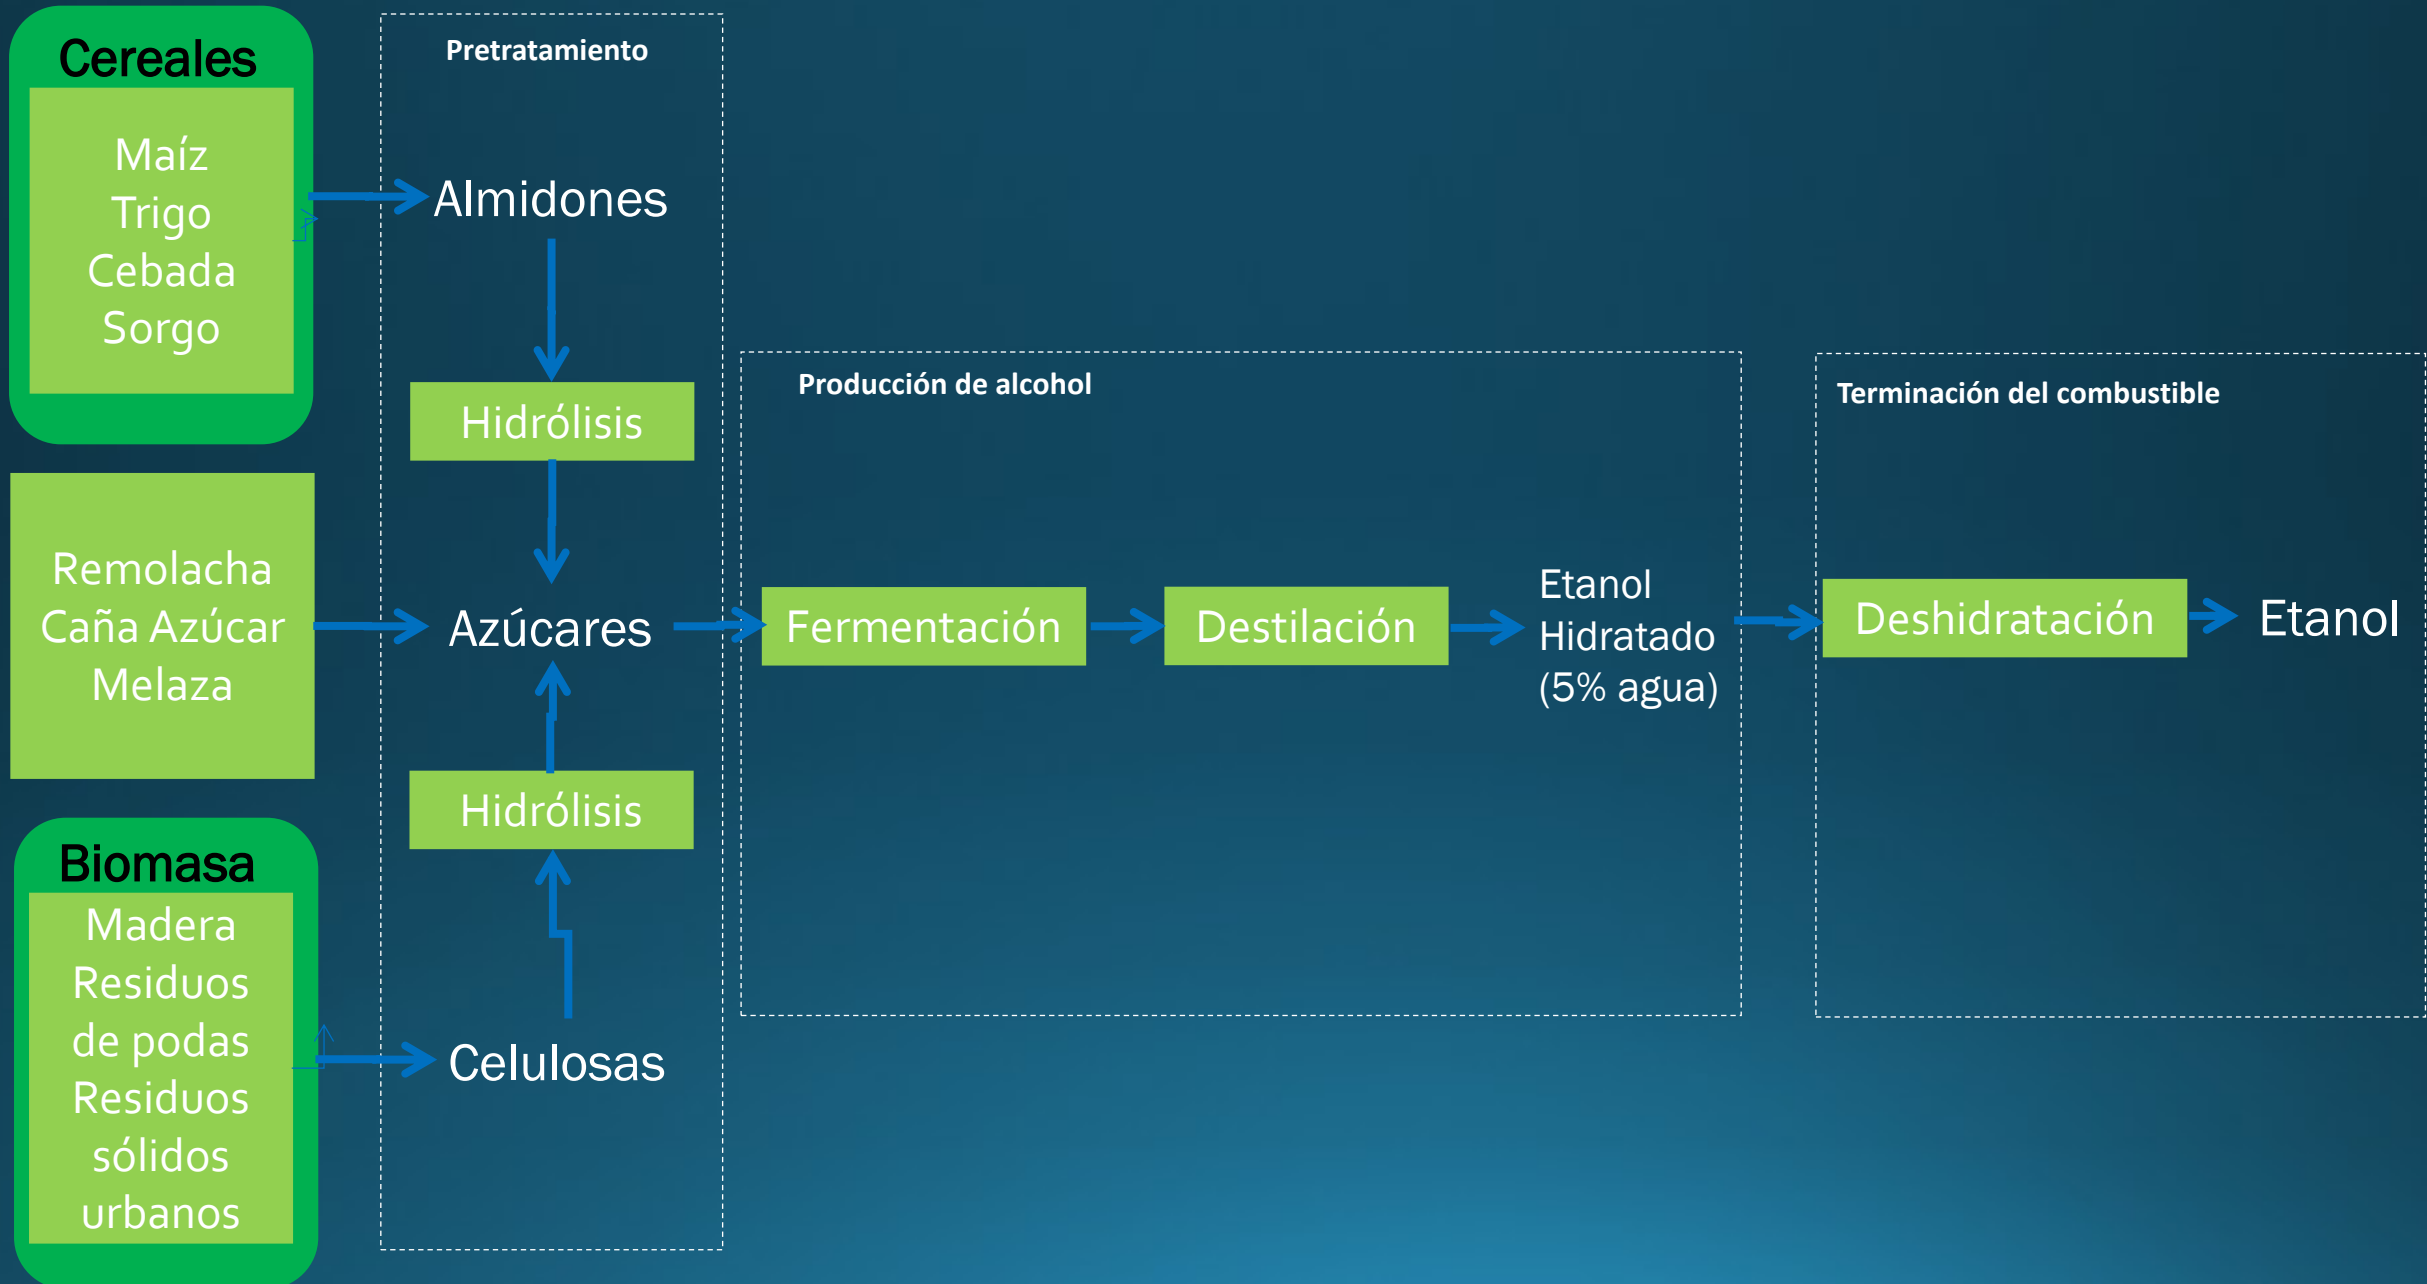 Cereales
Maíz
Trigo
Cebada
Sorgo
Remolacha
Caña Azúcar
Melaza
Biomasa
Madera
Residuos
de podas
Residuos
sólidos
urbanos
Pretratamiento
Almidones
Hidrólisis
Azúcares
Hidrólisis
Celulosas
Producción de alcohol
Fermentación
Destilación
Etanol
Hidratado
(5% agua)
Terminación del combustible
Deshidratación
Etanol